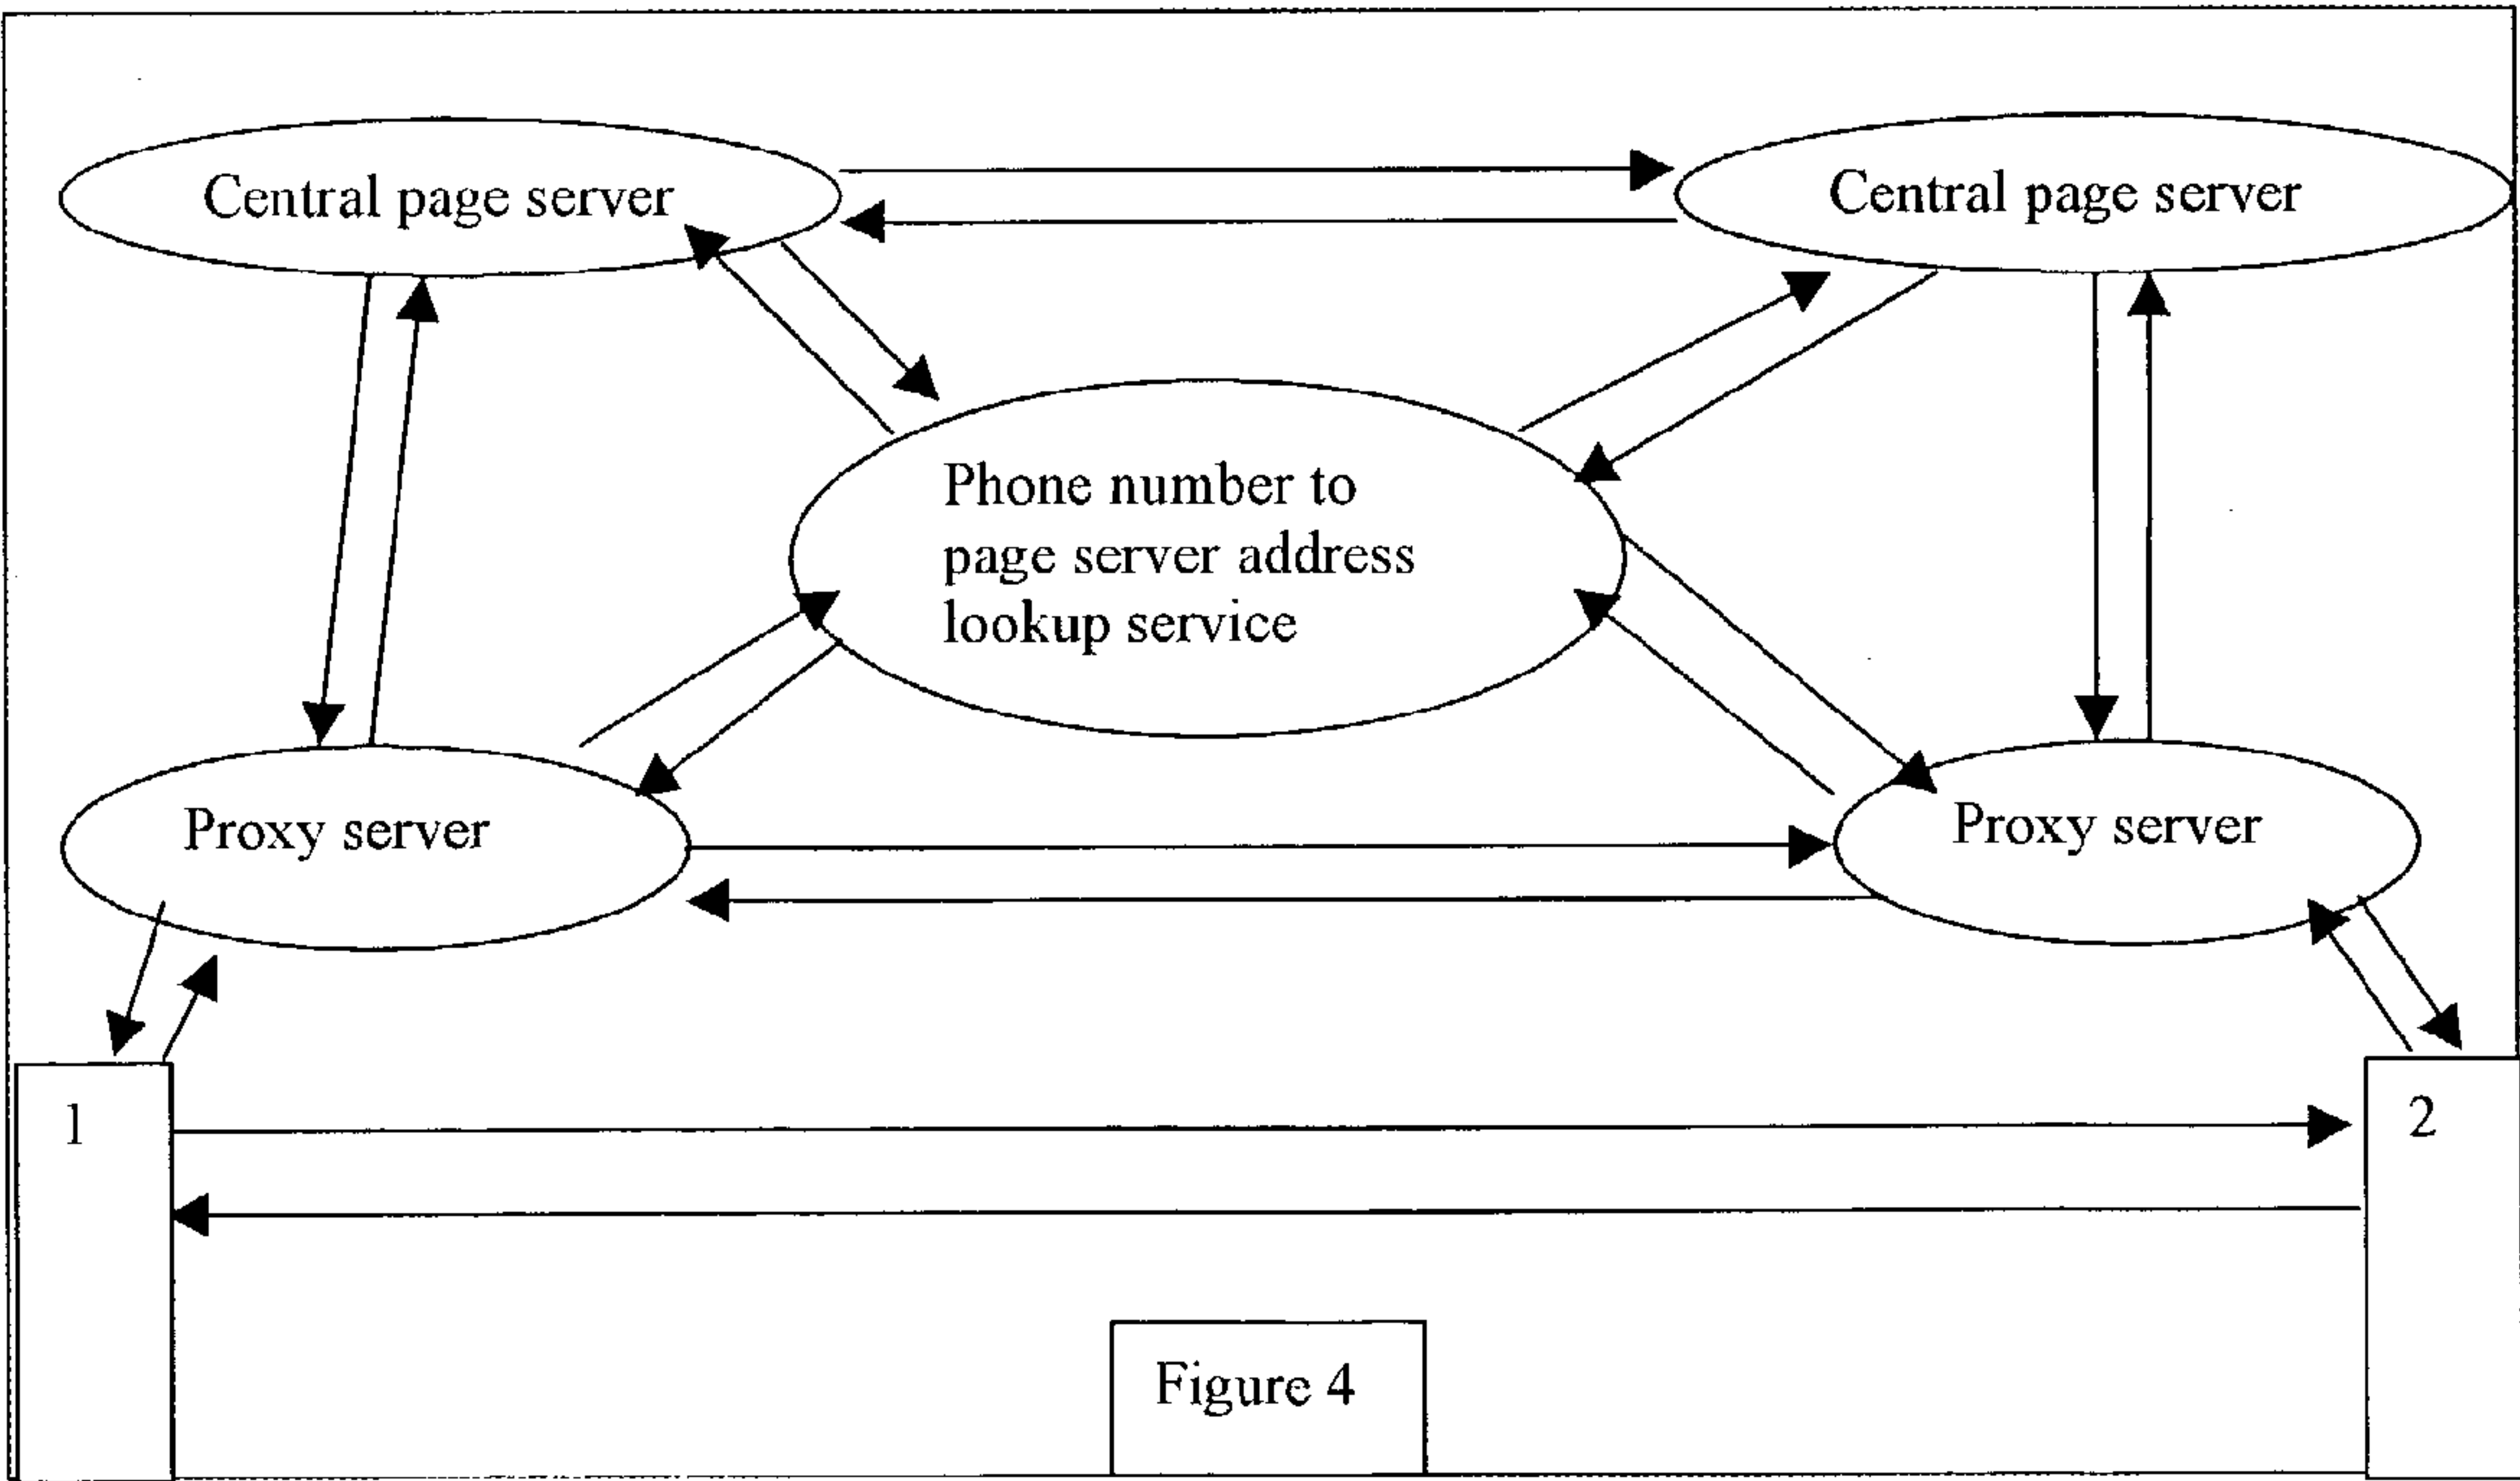 Central page server
Central page server
Phone number to
page server address
lookup service
Proxy server
Proxy server
1
2
Figure 4